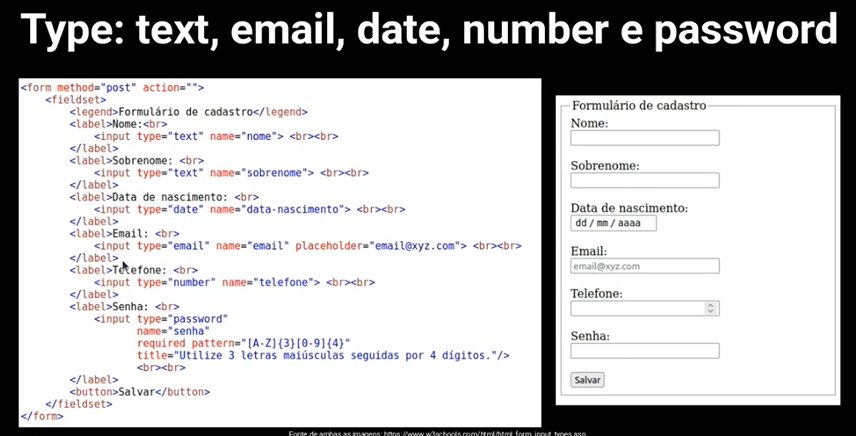 Type: text, email, date, number e password
<form method="post" action="">
<fieldset>
<legend>Formulário de cadastro</legend>
<label>Nome:<br>
<input type="text" name="nome"> <br><br>
</label>
<label>Sobrenome: <br>
<input type="text" name="sobrenome"> <br><br>
</label>
<label>Data de nascimento: <br>
<input type="date" name="data-nascimento"> <br><br>
</label>
<label>Email: <br>
<input type="email" name="email" placeholder="email@xyz.com"> <br><br>
</label>
<label>Telefone: <br>
<input type="number" name="telefone"> <br><br>
</label>
<label>Senha: <br>
<input type="password"
name="senha"
required pattern="[A-Z]{3}[0-9]{4}"
title="Utilize 3 letras maiúsculas seguidas por 4 dígitos."/>
<br><br>
</label>
<button>Salvar</button>
</fieldset>
</form>
Formulário de cadastro
Nome:
Sobrenome:
Data de nascimento:
dd / mm / aaaa
Email:
email@xyz.com
Telefone:
Senha:
Salvar
Fonte de ambas as imagens: https://www.w3schools.com/html/html_form_input_types.asp